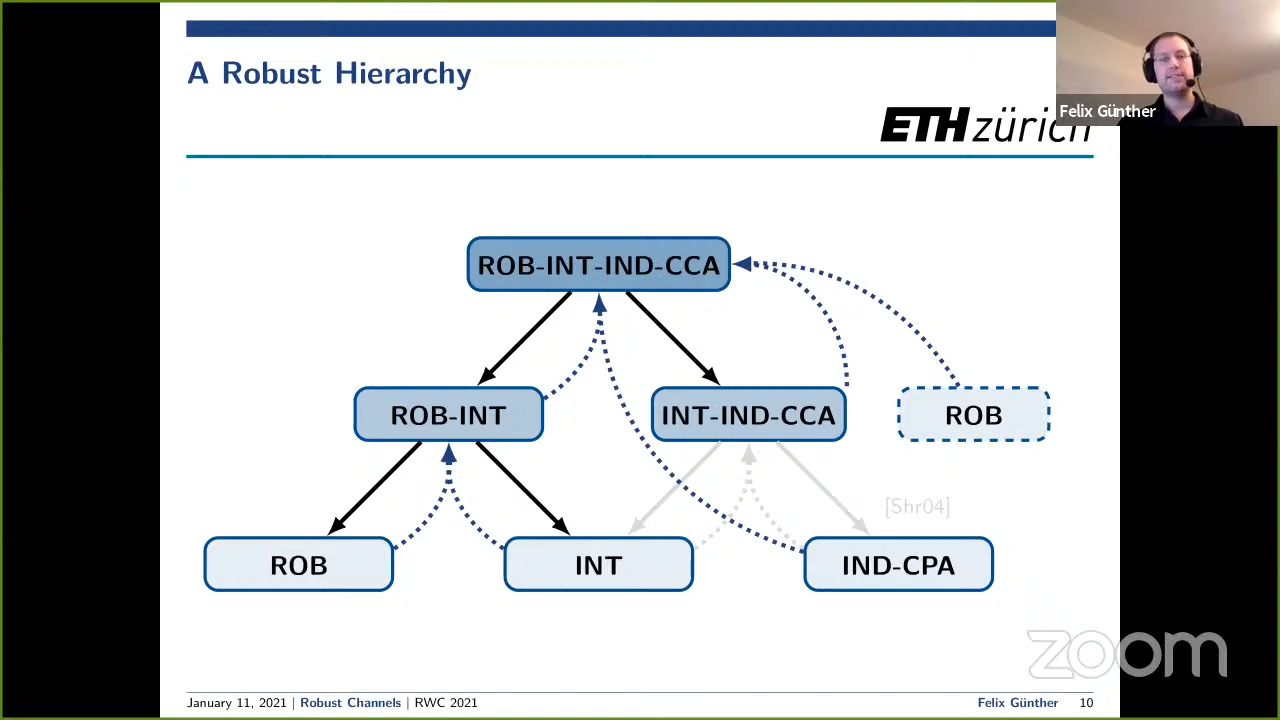 A Robust Hierarchy
Felix Günther
ETH zürich
ROB-INT-IND-CCA
ROB-INT
INT-IND-CCA
ROB
[Shr04]
ROB
INT
IND-CPA
zoom
January 11, 2021 | Robust Channels | RWC 2021
Felix Günther 10